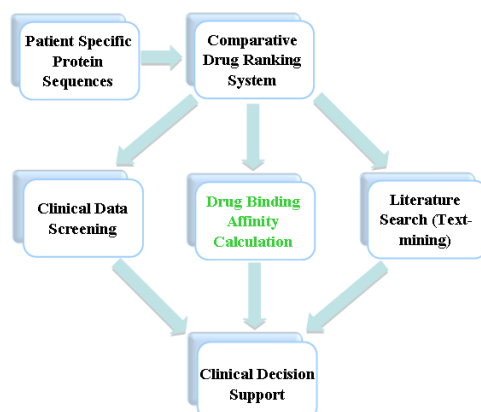 Patient Specific
Protein
Sequences
Comparative
Drug Ranking
System
Clinical Data
Screening
Drug Binding
Affinity
Calculation
Literature
Search (Text-
mining)
Clinical Decision
Support